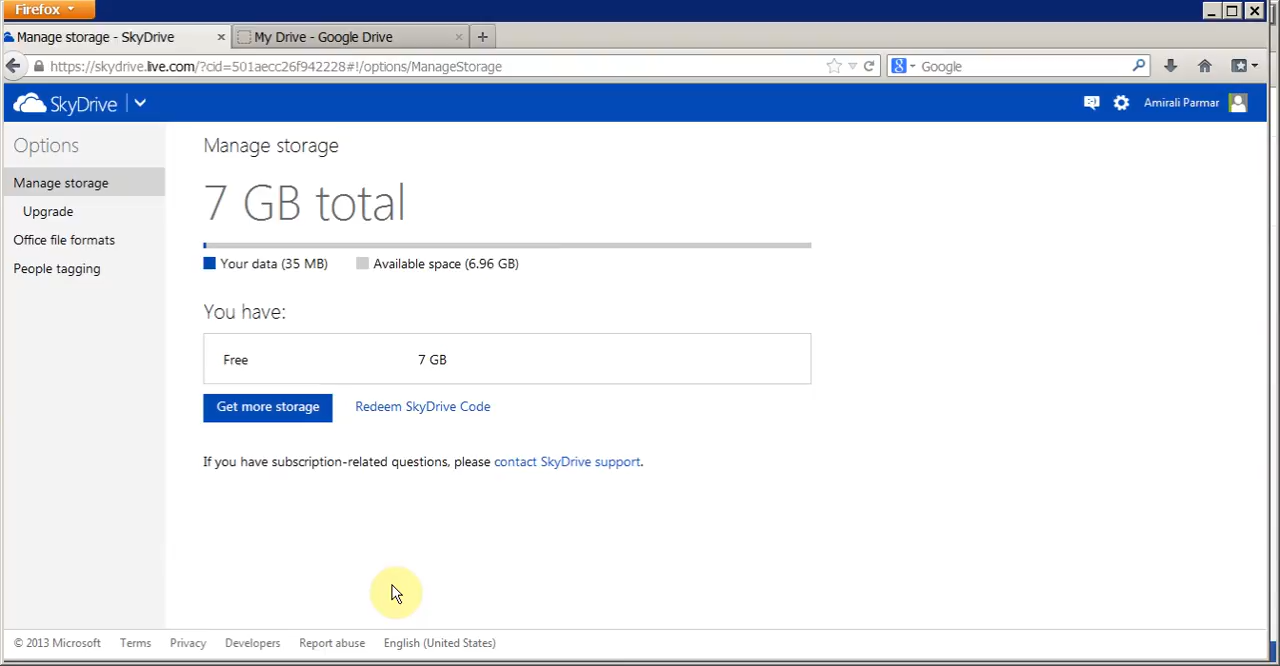 Firefox
Manage storage - SkyDrive
My Drive - Google Drive
https://skydrive.live.com/?cid=501aecc26f942228#!/options/ManageStorage
Google
SkyDrive
Amirali Parmar
Options
Manage storage
Upgrade
Office file formats
People tagging
Manage storage
7 GB total
Your data (35 MB) Available space (6.96 GB)
You have:
Free 7 GB
Get more storage Redeem SkyDrive Code
If you have subscription-related questions, please contact SkyDrive support.
© 2013 Microsoft Terms Privacy Developers Report abuse English (United States)